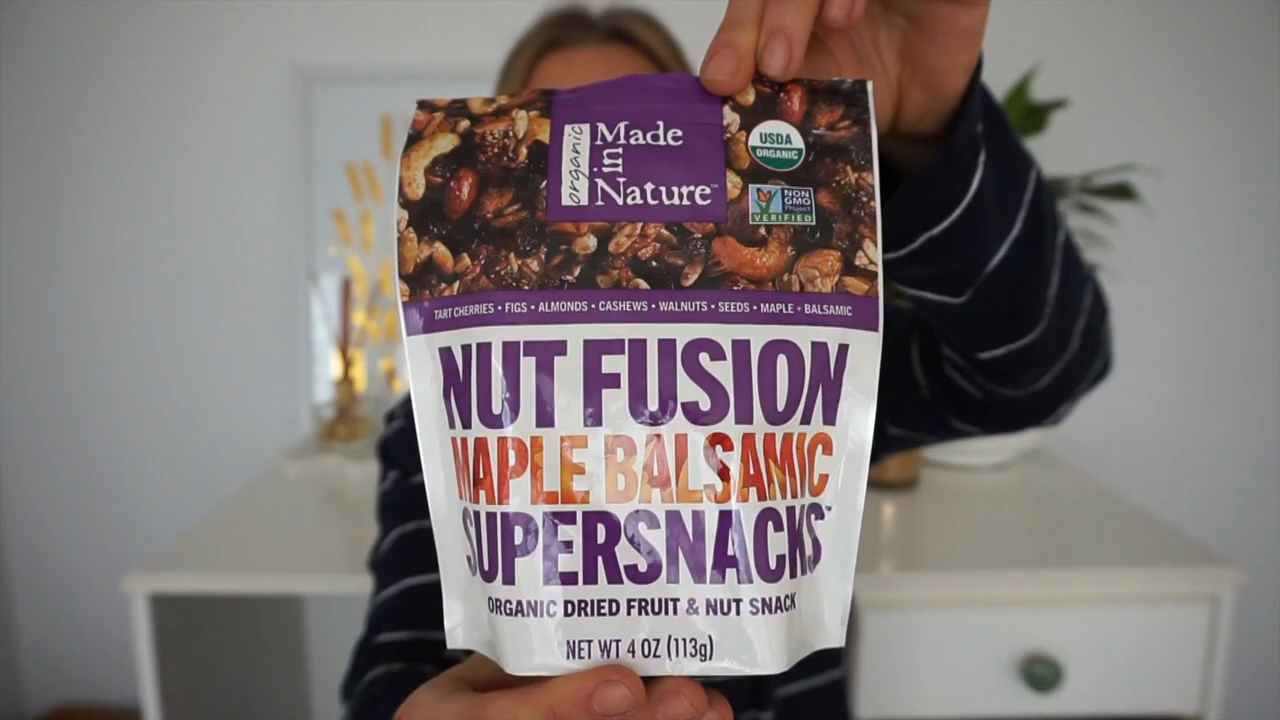 organic
Made
in
Nature™
USDA
ORGANIC
NON
GMO
Project
VERIFIED
TART CHERRIES • FIGS • ALMONDS • CASHEWS • WALNUTS • SEEDS • MAPLE + BALSAMIC
NUT FUSION
MAPLE BALSAMIC
SUPERSNACKS™
ORGANIC DRIED FRUIT & NUT SNACK
NET WT 4 OZ (113g)